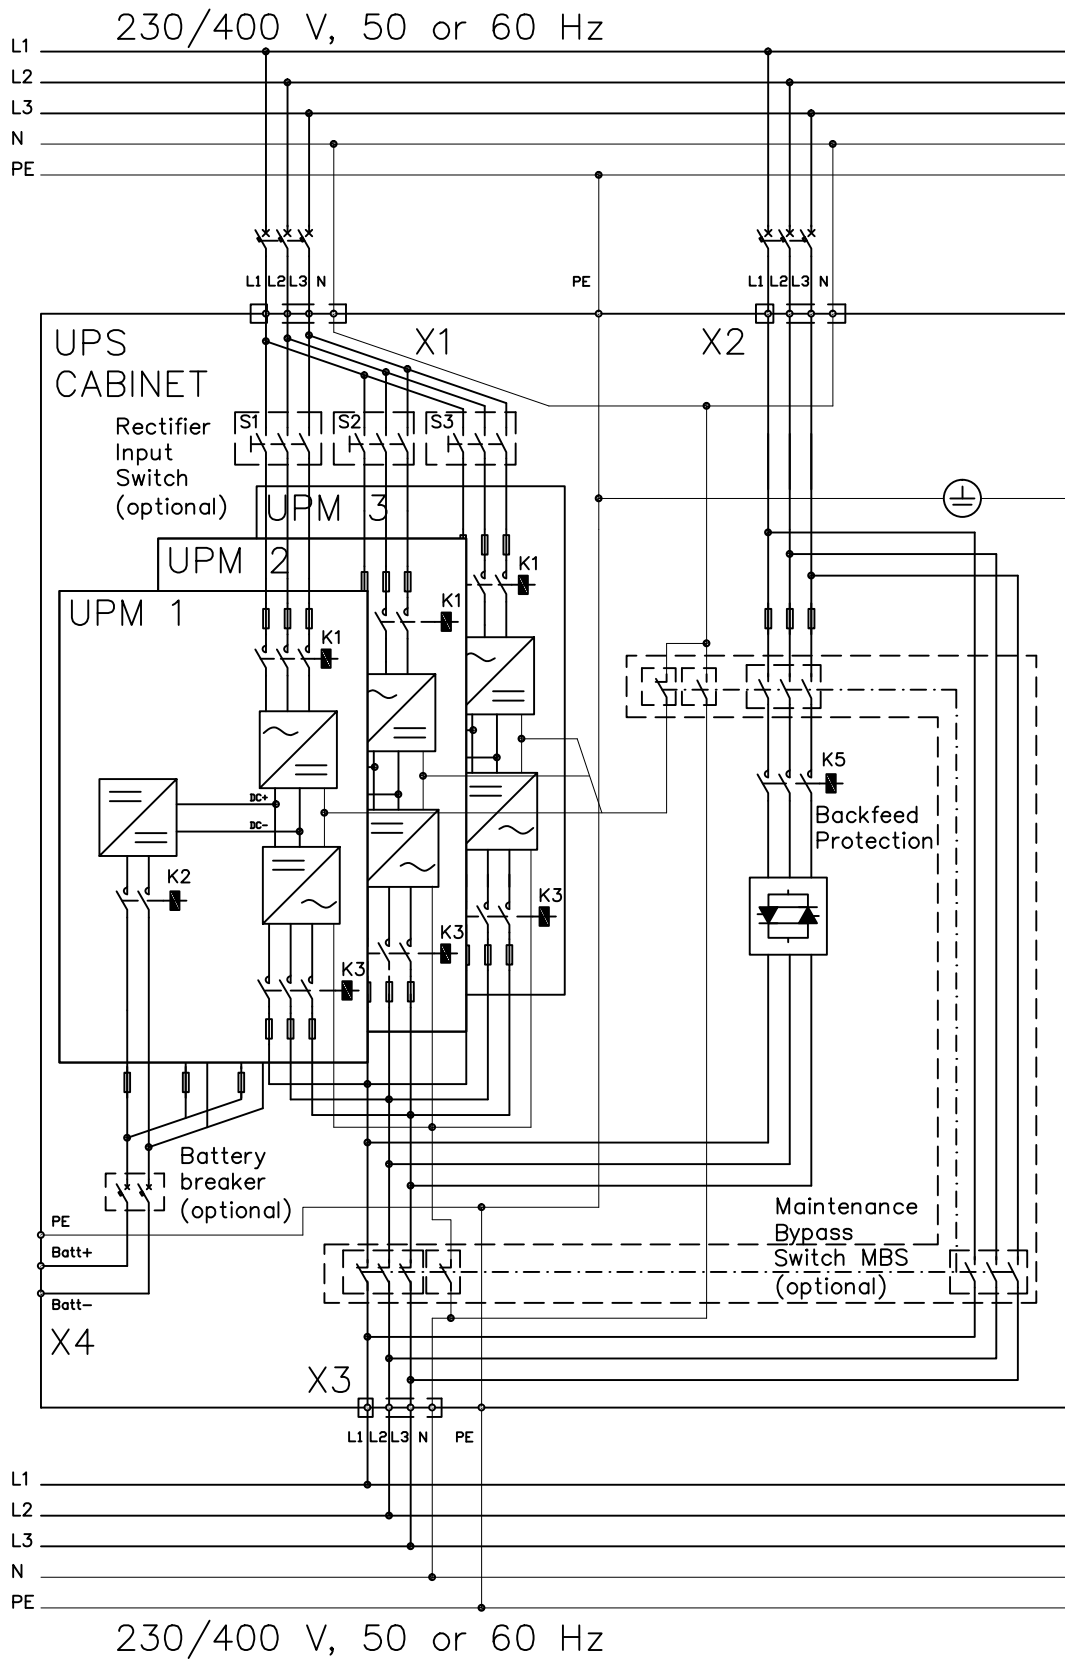 230/400 V, 50 or 60 Hz
L1
L2
L3
N
PE
L1 L2 L3 N
PE
L1 L2 L3 N
UPS
CABINET
X1
X2
Rectifier
Input
Switch
(optional)
S1
S2
S3
UPM 3
UPM 2
UPM 1
K1
K1
K1
K5
Backfeed
Protection
DC+
DC-
K2
K3
K3
K3
Battery
breaker
(optional)
Maintenance
Bypass
Switch MBS
(optional)
PE
Batt+
Batt-
X4
X3
L1 L2 L3 N PE
L1
L2
L3
N
PE
230/400 V, 50 or 60 Hz